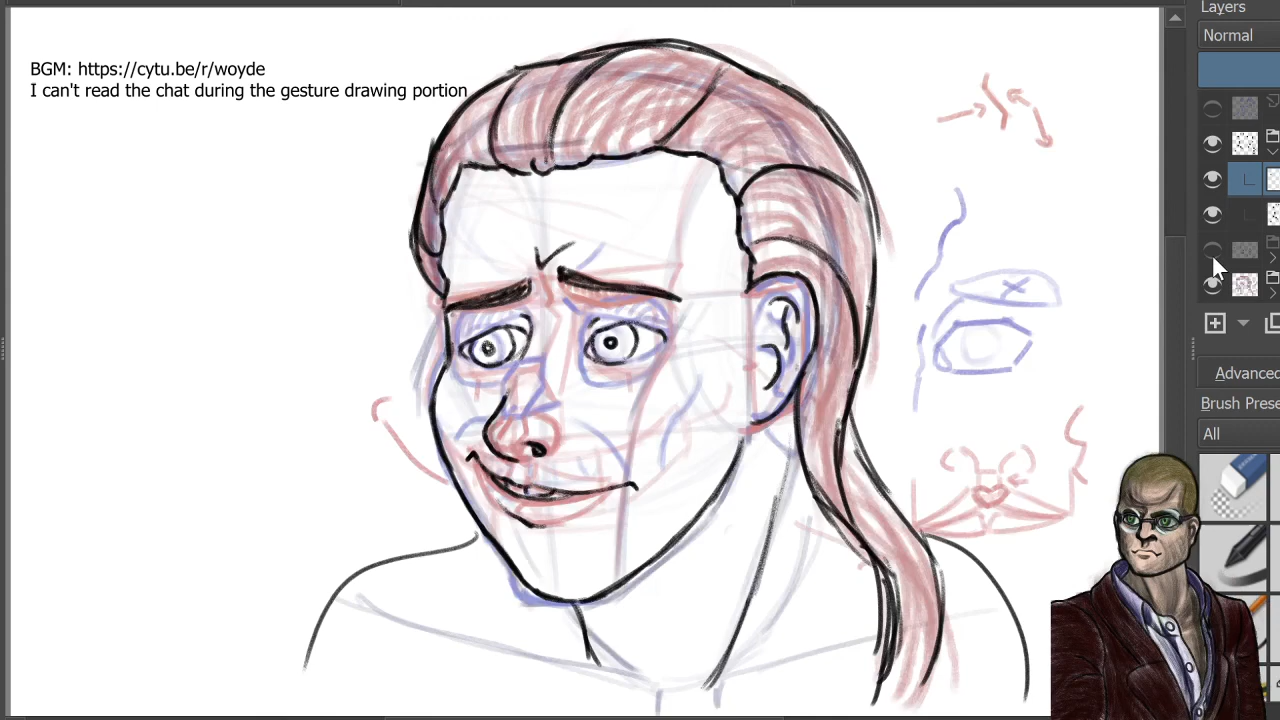 BGM: https://cytu.be/r/woyde
I can't read the chat during the gesture drawing portion
Layers
Normal
Advanced
Brush Prese
All